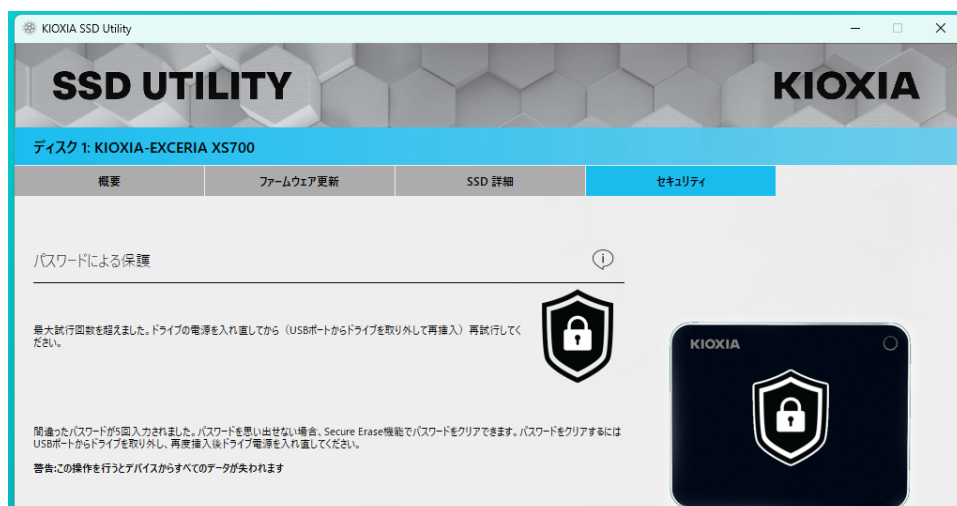 KIOXIA SSD Utility
SSD UTILITY
KIOXIA
ディスク 1: KIOXIA-EXCERIA XS700
概要
ファームウェア更新
SSD 詳細
セキュリティ
パスワードによる保護
最大試行回数を超えました。ドライブの電源を入れ直してから（USBポートからドライブを取り外して再挿入）再試行してく
ださい。
KIOXIA
間違ったパスワードが5回入力されました。パスワードを思い出せない場合、Secure Erase機能でパスワードをクリアできます。パスワードをクリアするには
USBポートからドライブを取り外し、再度挿入後ドライブ電源を入れ直してください。
警告:この操作を行うとデバイスからすべてのデータが失われます